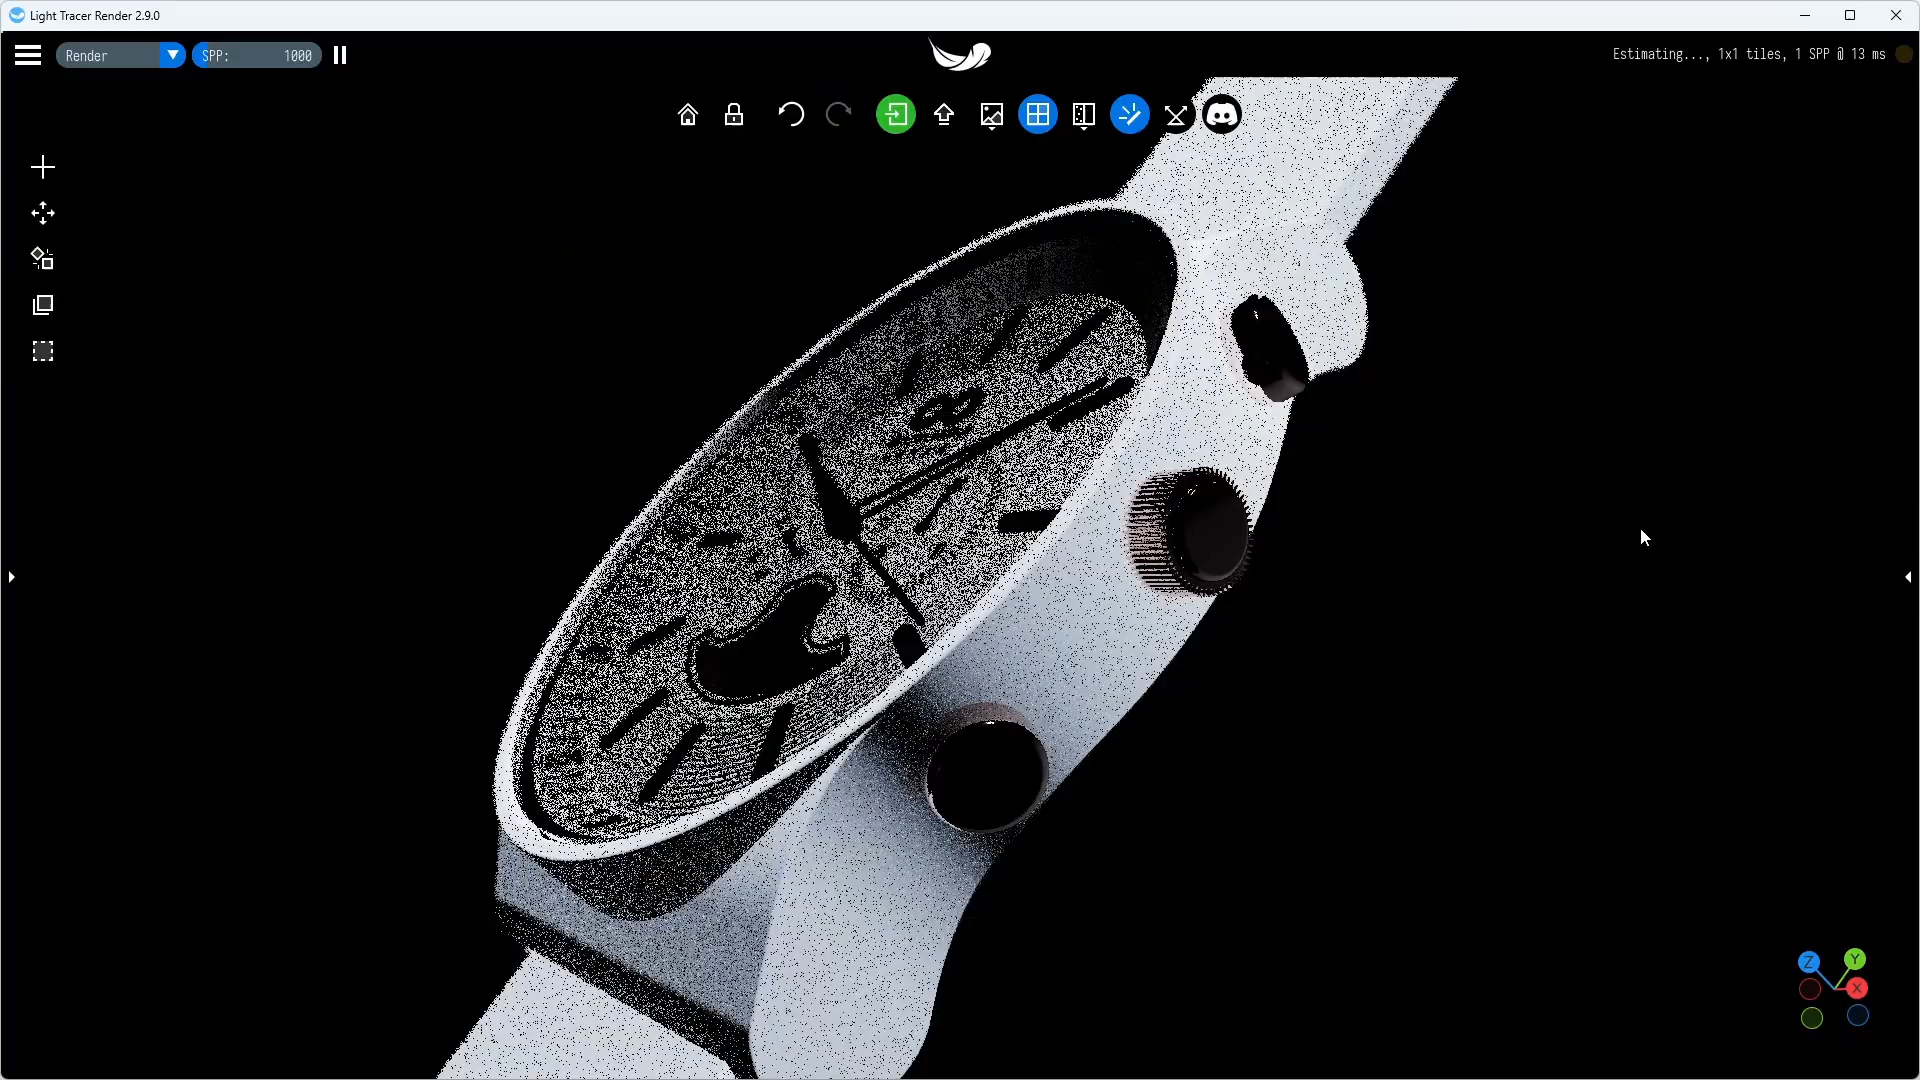 Light Tracer Render 2.9.0
Render
SPP: 1000
Estimating..., 1x1 tiles, 1 SPP @ 13 ms
Z
Y
X